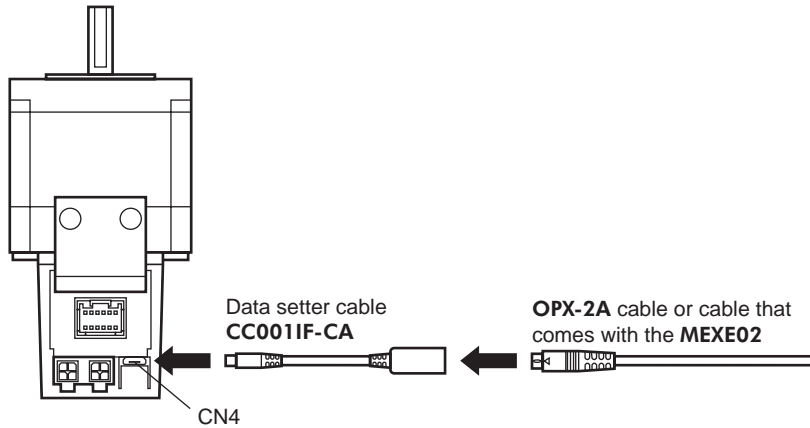 Data setter cable
CC001IF-CA
OPX-2A cable or cable that
comes with the MEXE02
CN4